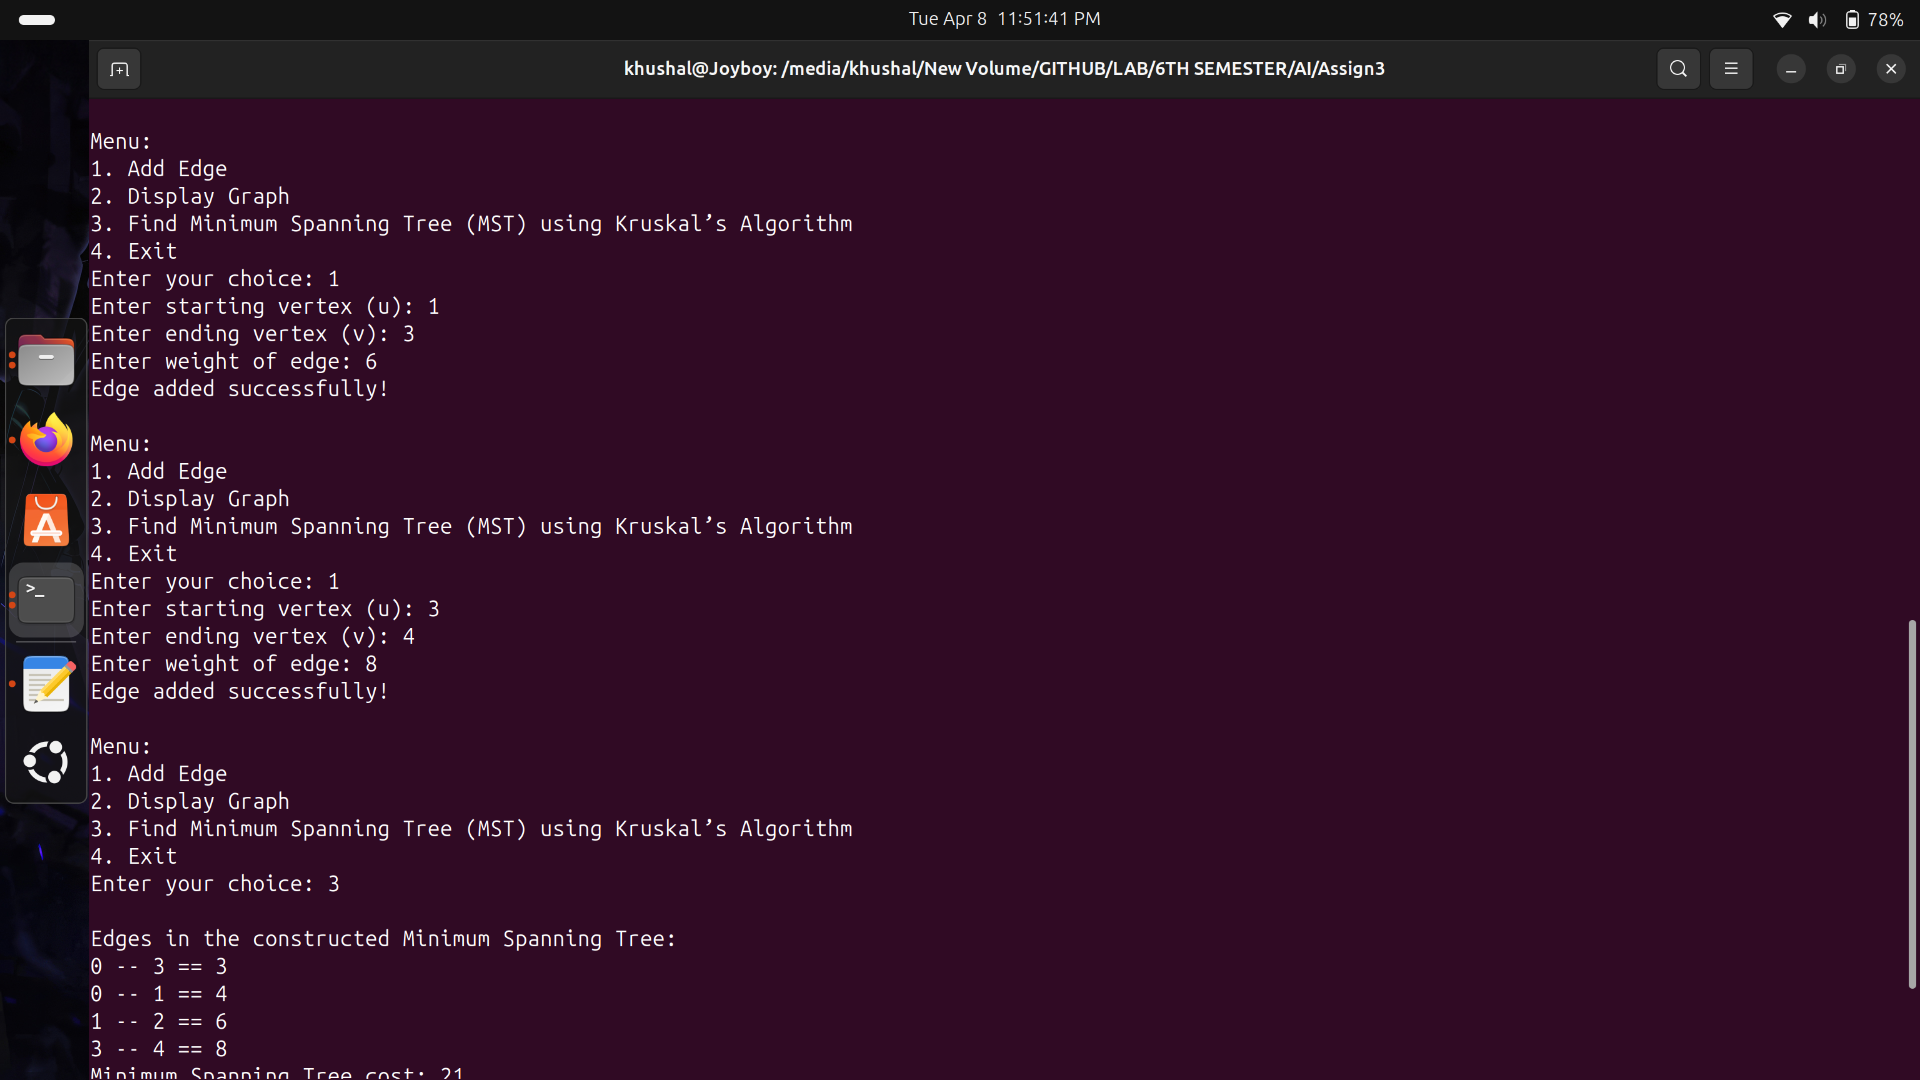 Tue Apr 8  11:51:41 PM
78%
khushal@Joyboy: /media/khushal/New Volume/GITHUB/LAB/6TH SEMESTER/AI/Assign3
Menu:
1. Add Edge
2. Display Graph
3. Find Minimum Spanning Tree (MST) using Kruskal’s Algorithm
4. Exit
Enter your choice: 1
Enter starting vertex (u): 1
Enter ending vertex (v): 3
Enter weight of edge: 6
Edge added successfully!
Menu:
1. Add Edge
2. Display Graph
3. Find Minimum Spanning Tree (MST) using Kruskal’s Algorithm
4. Exit
Enter your choice: 1
Enter starting vertex (u): 3
Enter ending vertex (v): 4
Enter weight of edge: 8
Edge added successfully!
Menu:
1. Add Edge
2. Display Graph
3. Find Minimum Spanning Tree (MST) using Kruskal’s Algorithm
4. Exit
Enter your choice: 3
Edges in the constructed Minimum Spanning Tree:
0 -- 3 == 3
0 -- 1 == 4
1 -- 2 == 6
3 -- 4 == 8
Minimum Spanning Tree cost: 21